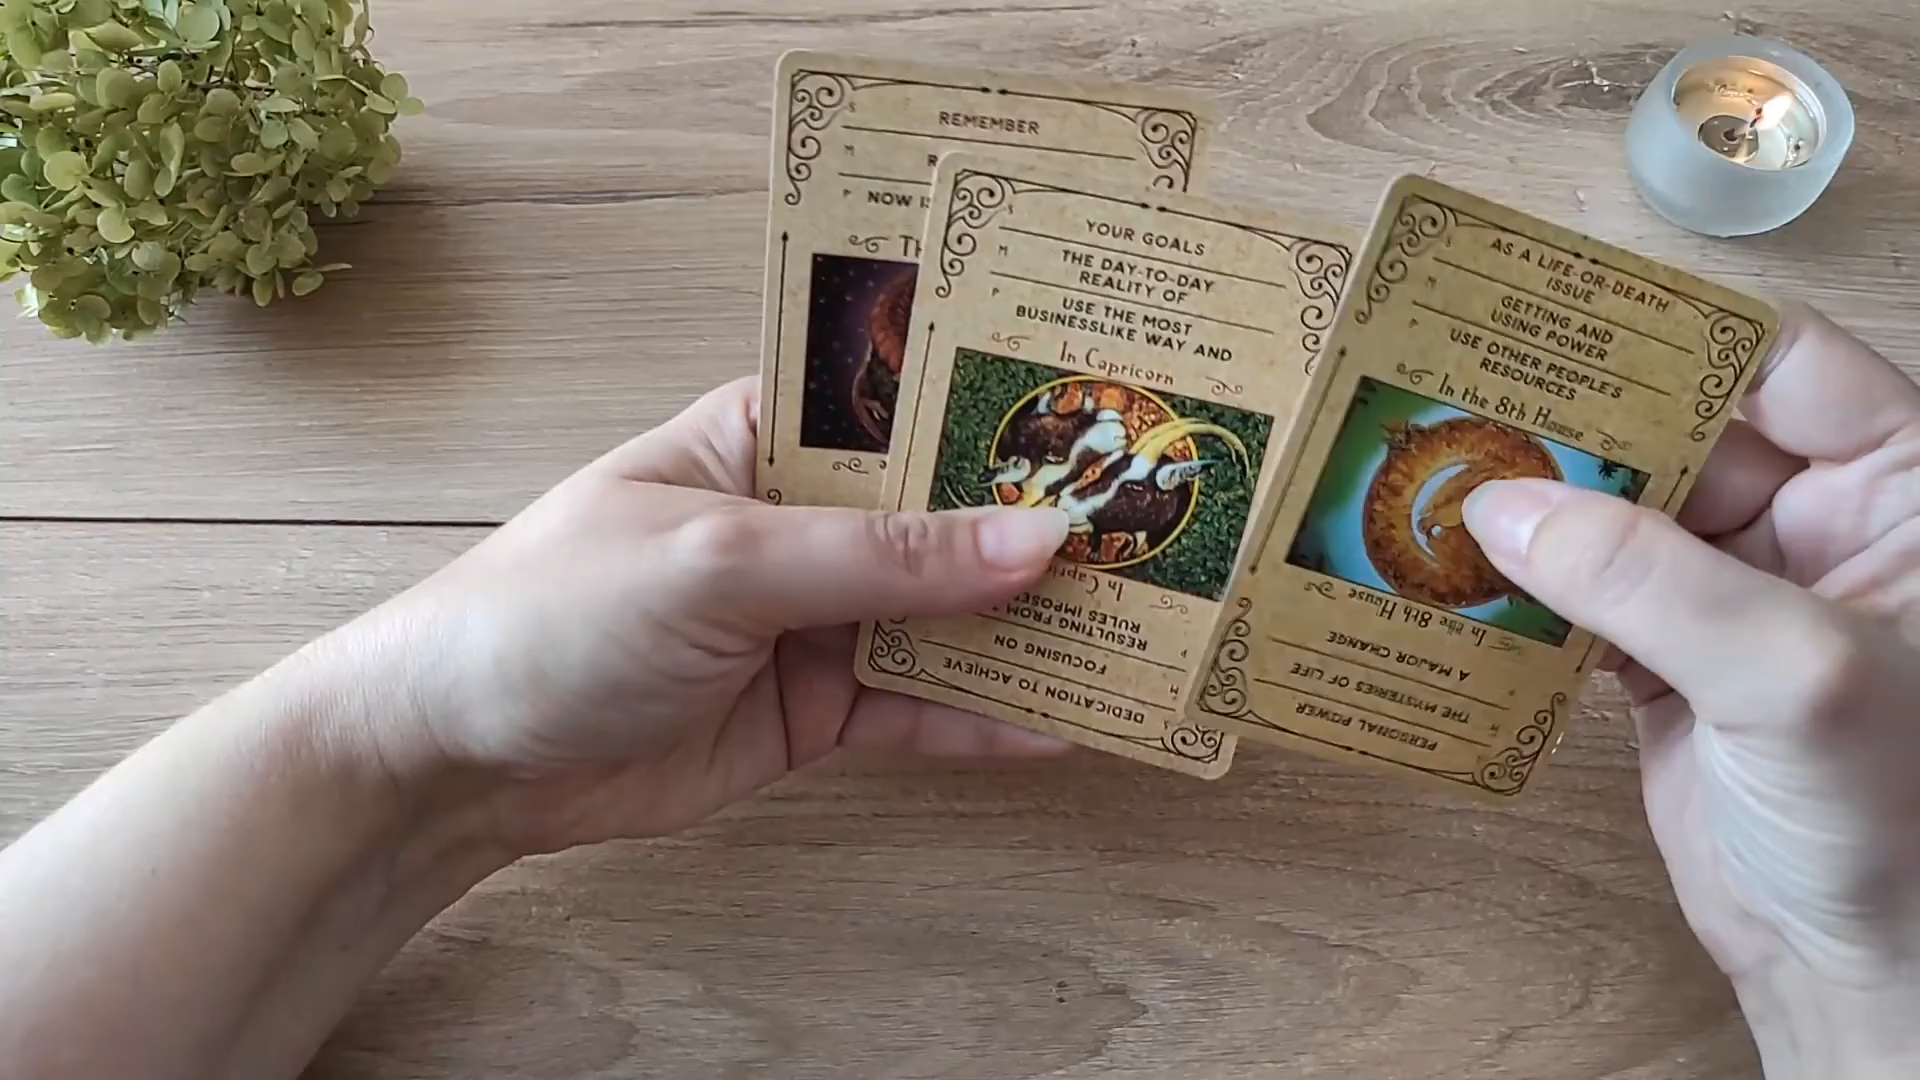 S
REMEMBER
M
P
NOW
S
YOUR GOALS
M
THE DAY-TO-DAY
REALITY OF
P
USE THE MOST
BUSINESSLIKE WAY AND
In Capricorn
RESULTING FROM
RULES IMPOSED
FOCUSING ON
M
DEDICATION TO ACHIEVE
S
S
AS A LIFE-OR-DEATH
ISSUE
M
GETTING AND
USING POWER
P
USE OTHER PEOPLE'S
RESOURCES
In the 8th House
In the 8th House
A MAJOR CHANGE
P
THE MYSTERIES OF LIFE
M
PERSONAL POWER